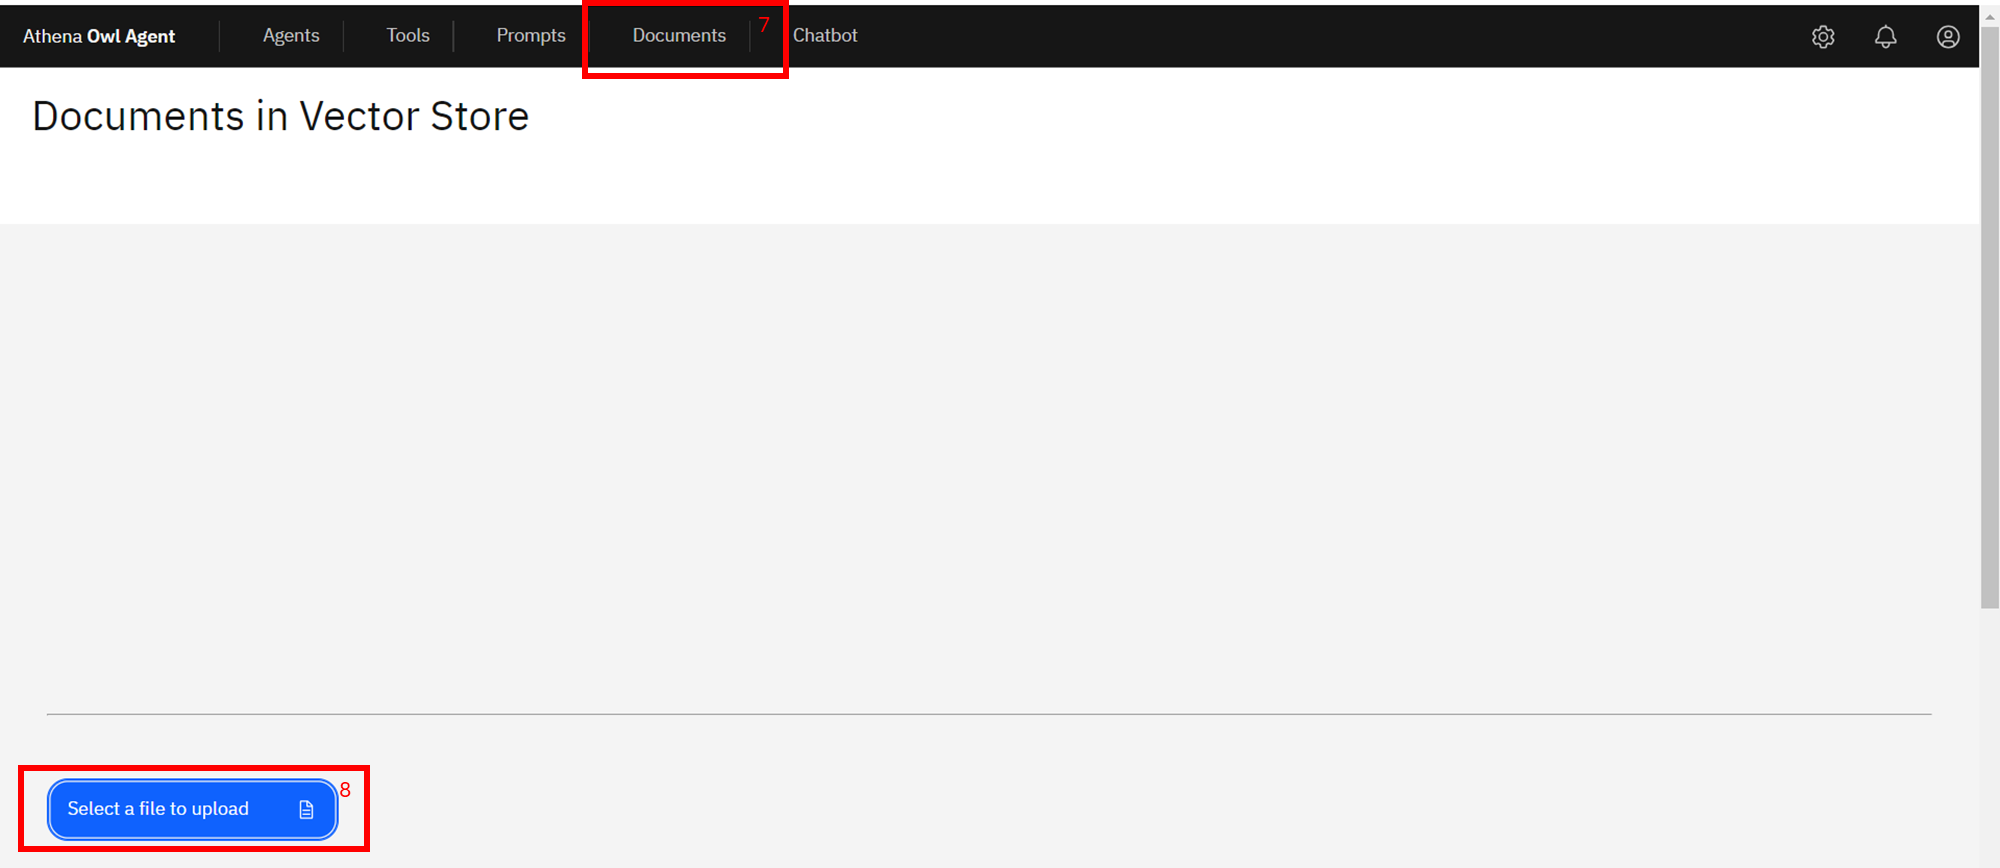 Athena Owl Agent Agents Tools Prompts Documents 7 Chatbot
Documents in Vector Store
Select a file to upload 8